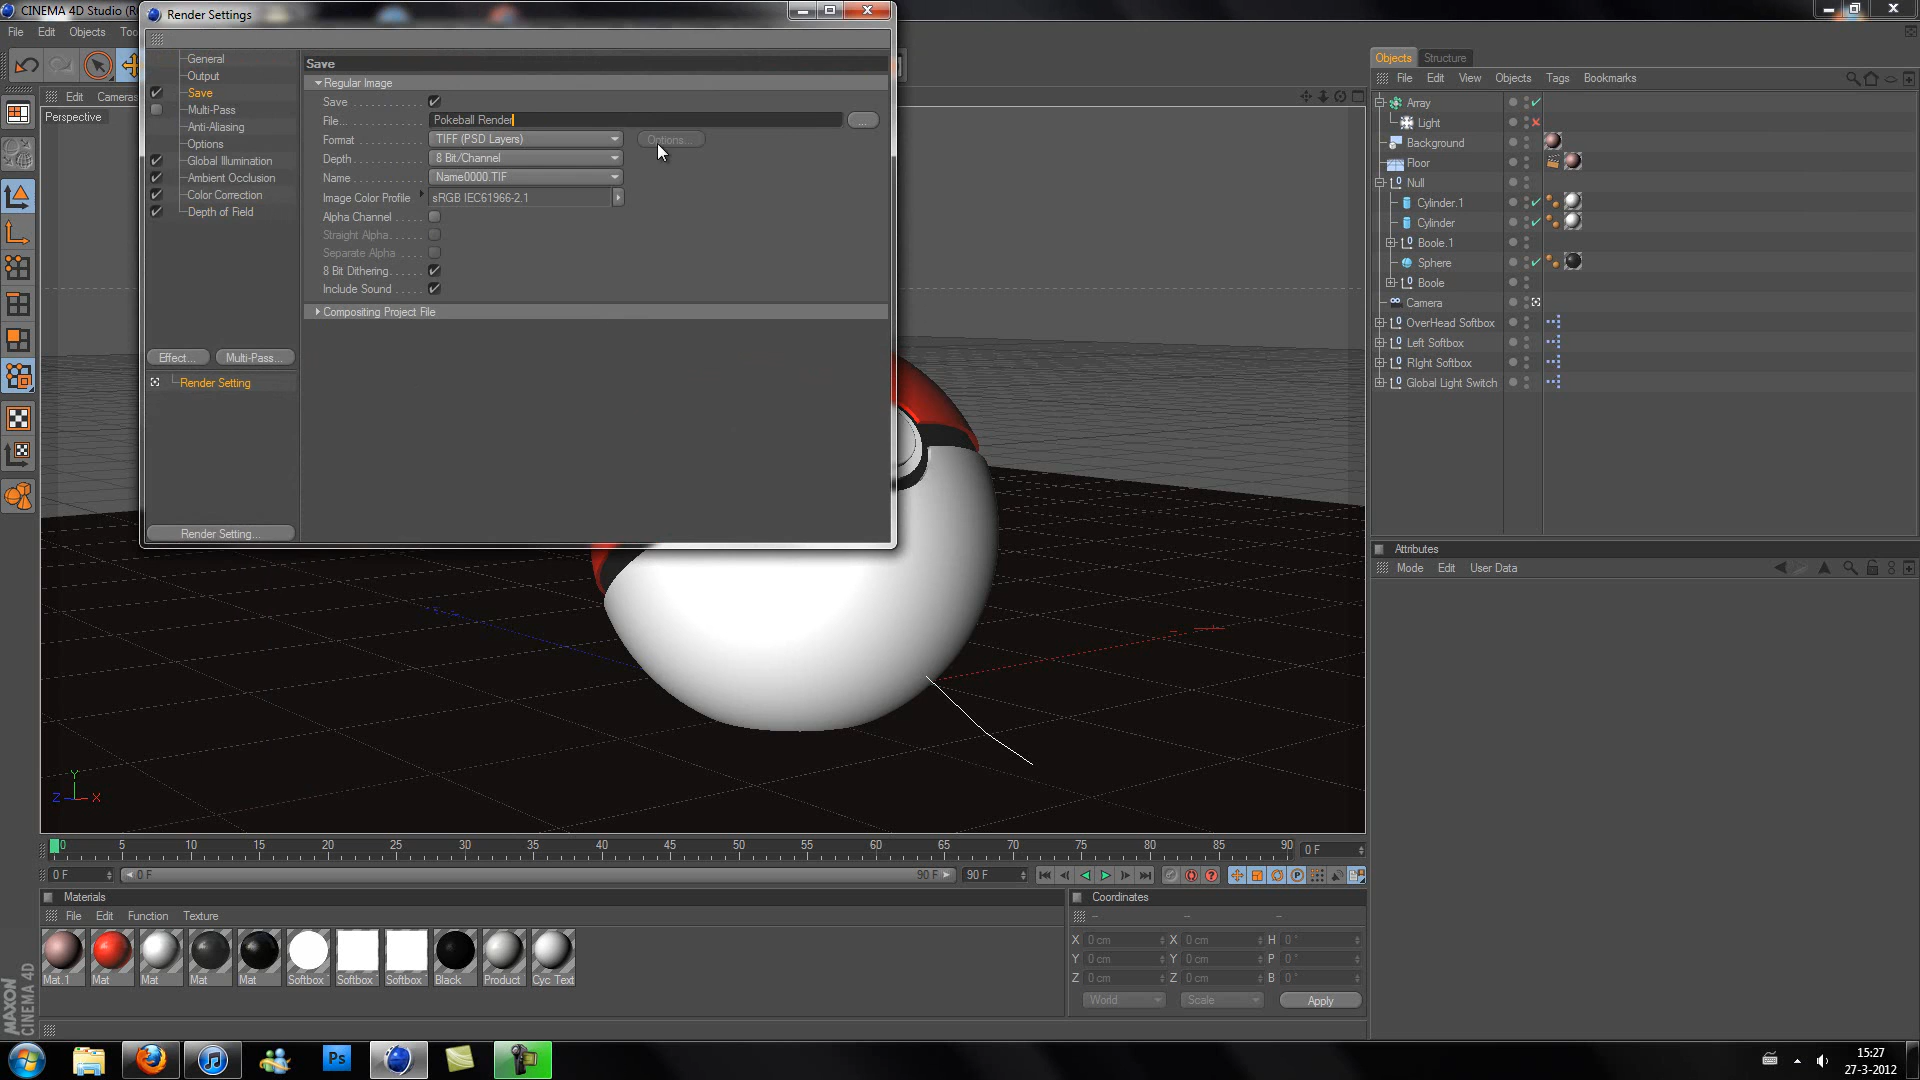 CINEMA 4D Studio (R
Render Settings
File Edit Objects Too
General
Output
Save
Multi-Pass
Anti-Aliasing
Options
Global Illumination
Ambient Occlusion
Color Correction
Depth of Field
Effect... Multi-Pass...
Render Setting
Render Setting...
Save
Regular Image
Save
File... Pokeball Render ...
Format TIFF (PSD Layers) Options...
Depth 8 Bit/Channel
Name Name0000.TIF
Image Color Profile sRGB IEC61966-2.1
Alpha Channel
Straight Alpha
Separate Alpha
8 Bit Dithering
Include Sound
Compositing Project File
Edit Cameras
Perspective
Y
Z X
Objects Structure
File Edit View Objects Tags Bookmarks
Array
Light
Background
Floor
Null
Cylinder.1
Cylinder
Boole.1
Sphere
Boole
Camera
OverHead Softbox
Left Softbox
RIght Softbox
Global Light Switch
Attributes
Mode Edit User Data
0 5 10 15 20 25 30 35 40 45 50 55 60 65 70 75 80 85 90 0 F
0 F 0 F 90 F 90 F
Materials
File Edit Function Texture
Mat.1 Mat Mat Mat Mat Softbox Softbox Softbox Black Product Cyc Text
Coordinates
-- -- --
X 0 cm X 0 cm H 0 °
Y 0 cm Y 0 cm P 0 °
Z 0 cm Z 0 cm B 0 °
World Scale Apply
MAXON
CINEMA 4D
Ps
15:27
27-3-2012